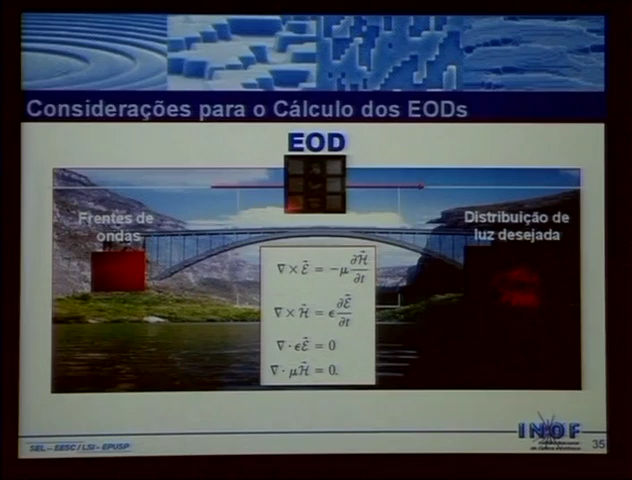 Considerações para o Cálculo dos EODs
EOD
Frentes de
ondas
Distribuição de
luz desejada
∇ × ℰ⃗ = −μ ∂ℋ⃗/∂t
∇ × ℋ⃗ = ϵ ∂ℰ⃗/∂t
∇ · ϵℰ⃗ = 0
∇ · μℋ⃗ = 0.
SEL – EESC / LSI - EPUSP
INOF
35